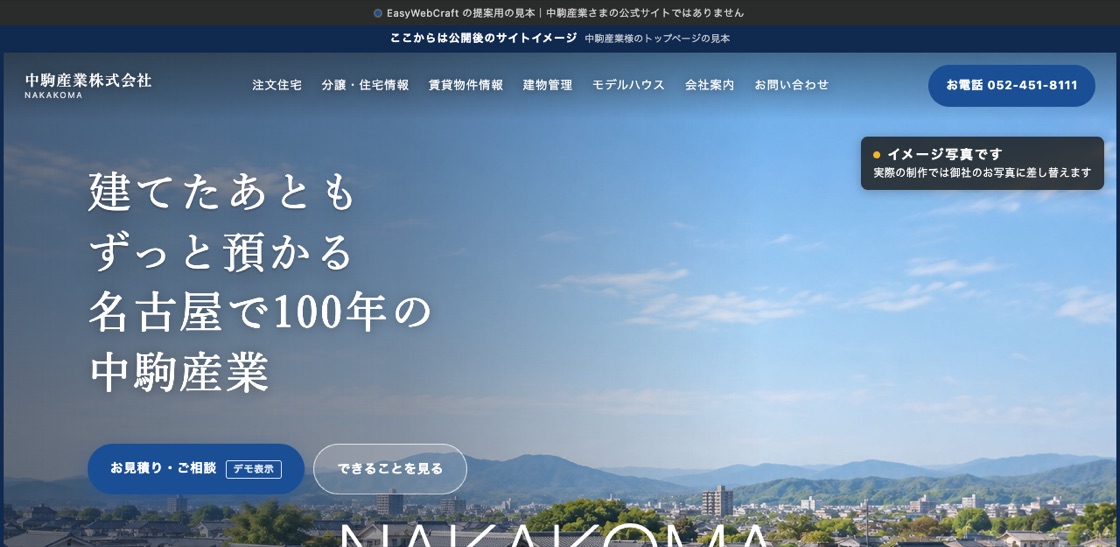 EasyWebCraft の提案用の見本｜中駒産業さまの公式サイトではありません
ここからは公開後のサイトイメージ 中駒産業様のトップページの見本
中駒産業株式会社
NAKAKOMA
注文住宅 分譲・住宅情報 賃貸物件情報 建物管理 モデルハウス 会社案内 お問い合わせ
お電話 052-451-8111
イメージ写真です
実際の制作では御社のお写真に差し替えます
建てたあとも
ずっと預かる
名古屋で100年の
中駒産業
お見積り・ご相談 デモ表示
できることを見る
NAKAKOMA